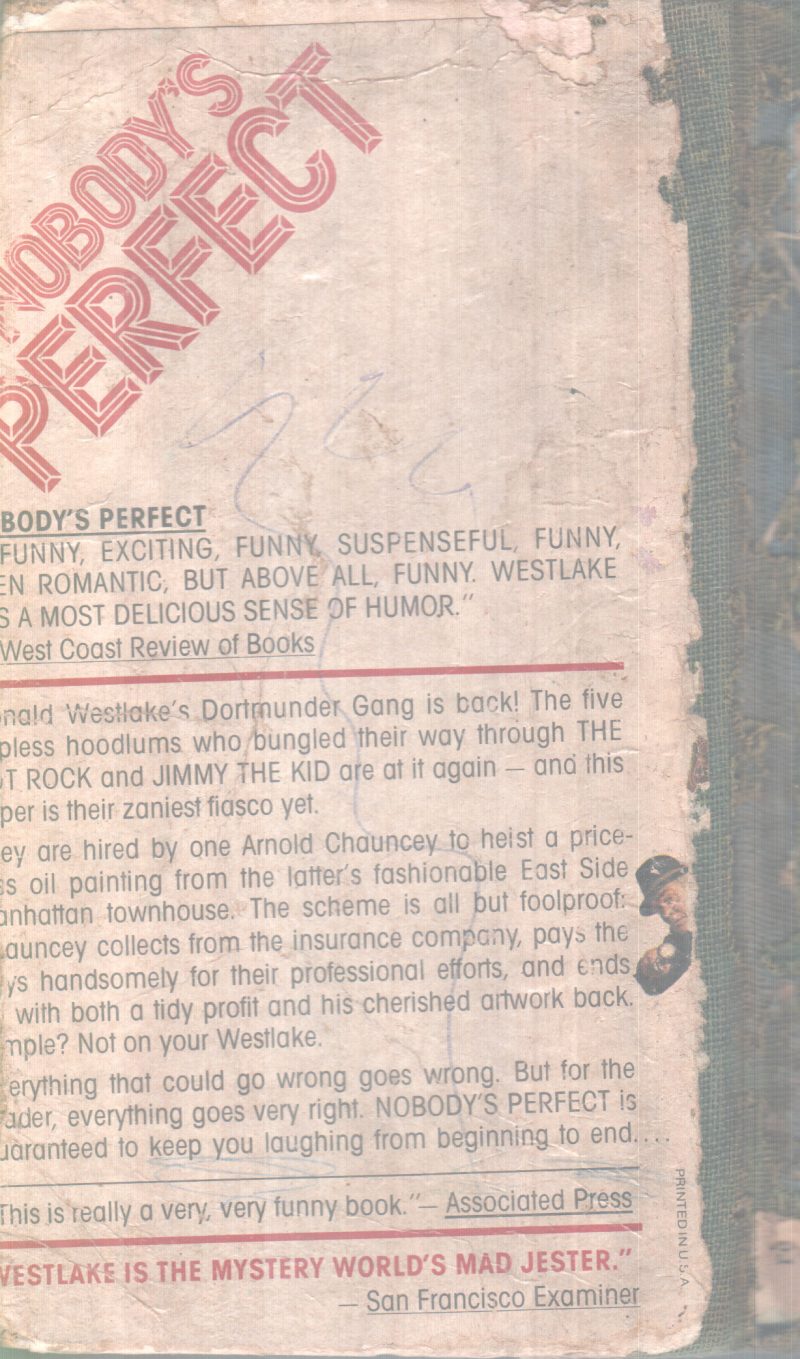 NOBODY'S
PERFECT
BODY'S PERFECT
FUNNY, EXCITING, FUNNY, SUSPENSEFUL, FUNNY,
EN ROMANTIC, BUT ABOVE ALL, FUNNY. WESTLAKE
S A MOST DELICIOUS SENSE OF HUMOR."
West Coast Review of Books
nald Westlake's Dortmunder Gang is back! The five
pless hoodlums who bungled their way through THE
OT ROCK and JIMMY THE KID are at it again — and this
per is their zaniest fiasco yet.
ey are hired by one Arnold Chauncey to heist a price-
ss oil painting from the latter's fashionable East Side
anhattan townhouse. The scheme is all but foolproof:
auncey collects from the insurance company, pays the
ys handsomely for their professional efforts, and ends
with both a tidy profit and his cherished artwork back.
mple? Not on your Westlake.
erything that could go wrong goes wrong. But for the
ader, everything goes very right. NOBODY'S PERFECT is
uaranteed to keep you laughing from beginning to end....
This is really a very, very funny book."— Associated Press
WESTLAKE IS THE MYSTERY WORLD'S MAD JESTER."
— San Francisco Examiner
PRINTED IN U.S.A.